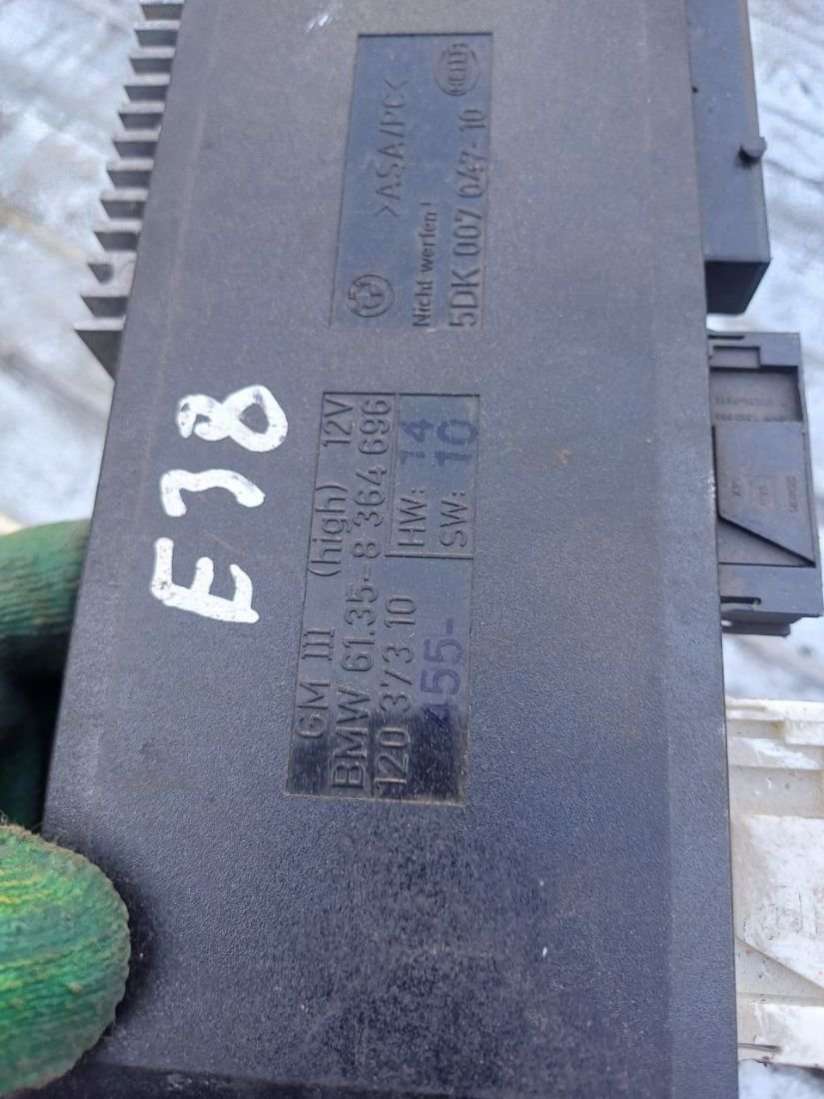 >ASA/PC<
HELLA
Nicht werfen!
5DK 007 047-10
E38
GM III (high) 12V
BMW 61.35-8 364 696
120 373 10
HW: 14
SW: 10
455-